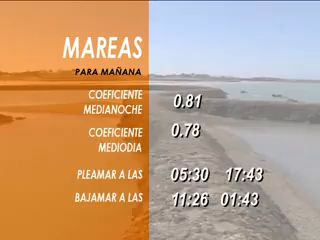 MAREAS
PARA MAÑANA
COEFICIENTE
MEDIANOCHE 0.81
COEFICIENTE
MEDIODIA 0.78
PLEAMAR A LAS 05:30 17:43
BAJAMAR A LAS 11:26 01:43